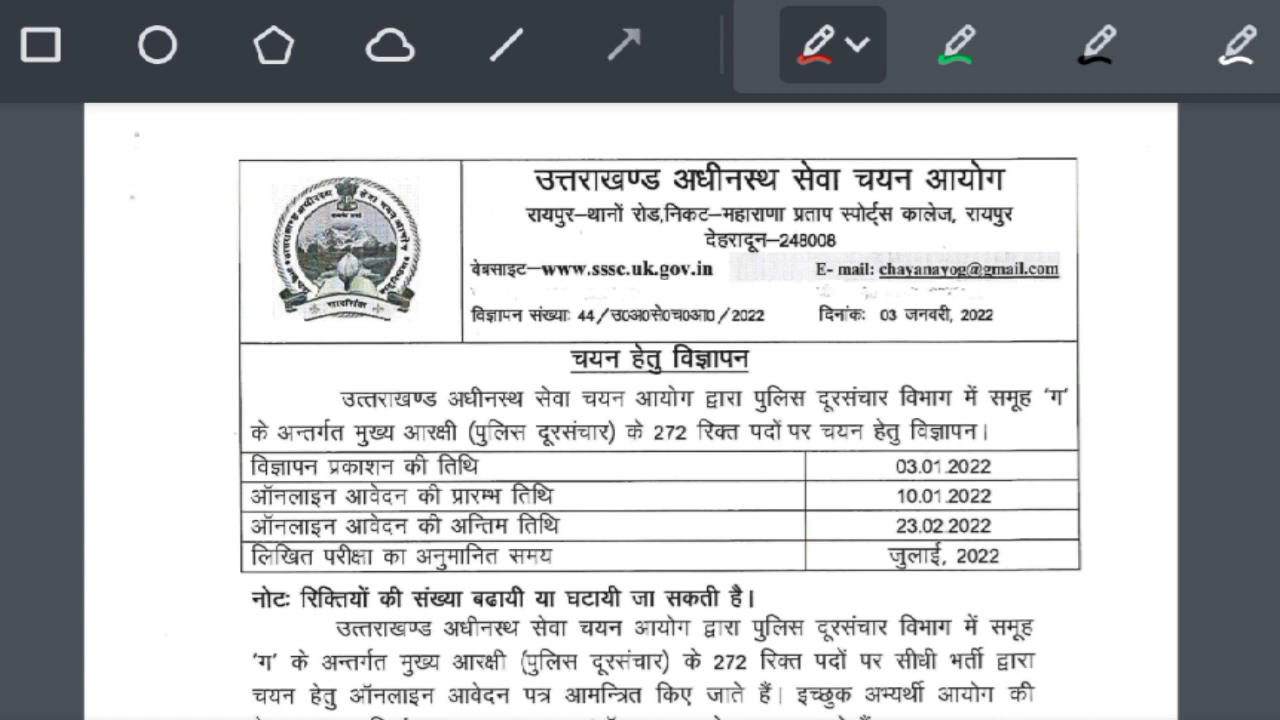 उत्तराखण्ड अधीनस्थ सेवा चयन आयोग
रायपुर–थानों रोड,निकट–महाराणा प्रताप स्पोर्ट्स कालेज, रायपुर
देहरादून–248008
वेबसाइट–www.sssc.uk.gov.in E- mail: chayanayog@gmail.com
विज्ञापन संख्याः 44/उ0अ0से0च0आ0/2022 दिनांकः 03 जनवरी, 2022
चयन हेतु विज्ञापन
उत्तराखण्ड अधीनस्थ सेवा चयन आयोग द्वारा पुलिस दूरसंचार विभाग में समूह ‘ग’
के अन्तर्गत मुख्य आरक्षी (पुलिस दूरसंचार) के 272 रिक्त पदों पर चयन हेतु विज्ञापन।
विज्ञापन प्रकाशन की तिथि 03.01.2022
ऑनलाइन आवेदन की प्रारम्भ तिथि 10.01.2022
ऑनलाइन आवेदन की अन्तिम तिथि 23.02.2022
लिखित परीक्षा का अनुमानित समय जुलाई, 2022
नोटः रिक्तियों की संख्या बढायी या घटायी जा सकती है।
उत्तराखण्ड अधीनस्थ सेवा चयन आयोग द्वारा पुलिस दूरसंचार विभाग में समूह
‘ग’ के अन्तर्गत मुख्य आरक्षी (पुलिस दूरसंचार) के 272 रिक्त पदों पर सीधी भर्ती द्वारा
चयन हेतु ऑनलाइन आवेदन पत्र आमन्त्रित किए जाते हैं। इच्छुक अभ्यर्थी आयोग की